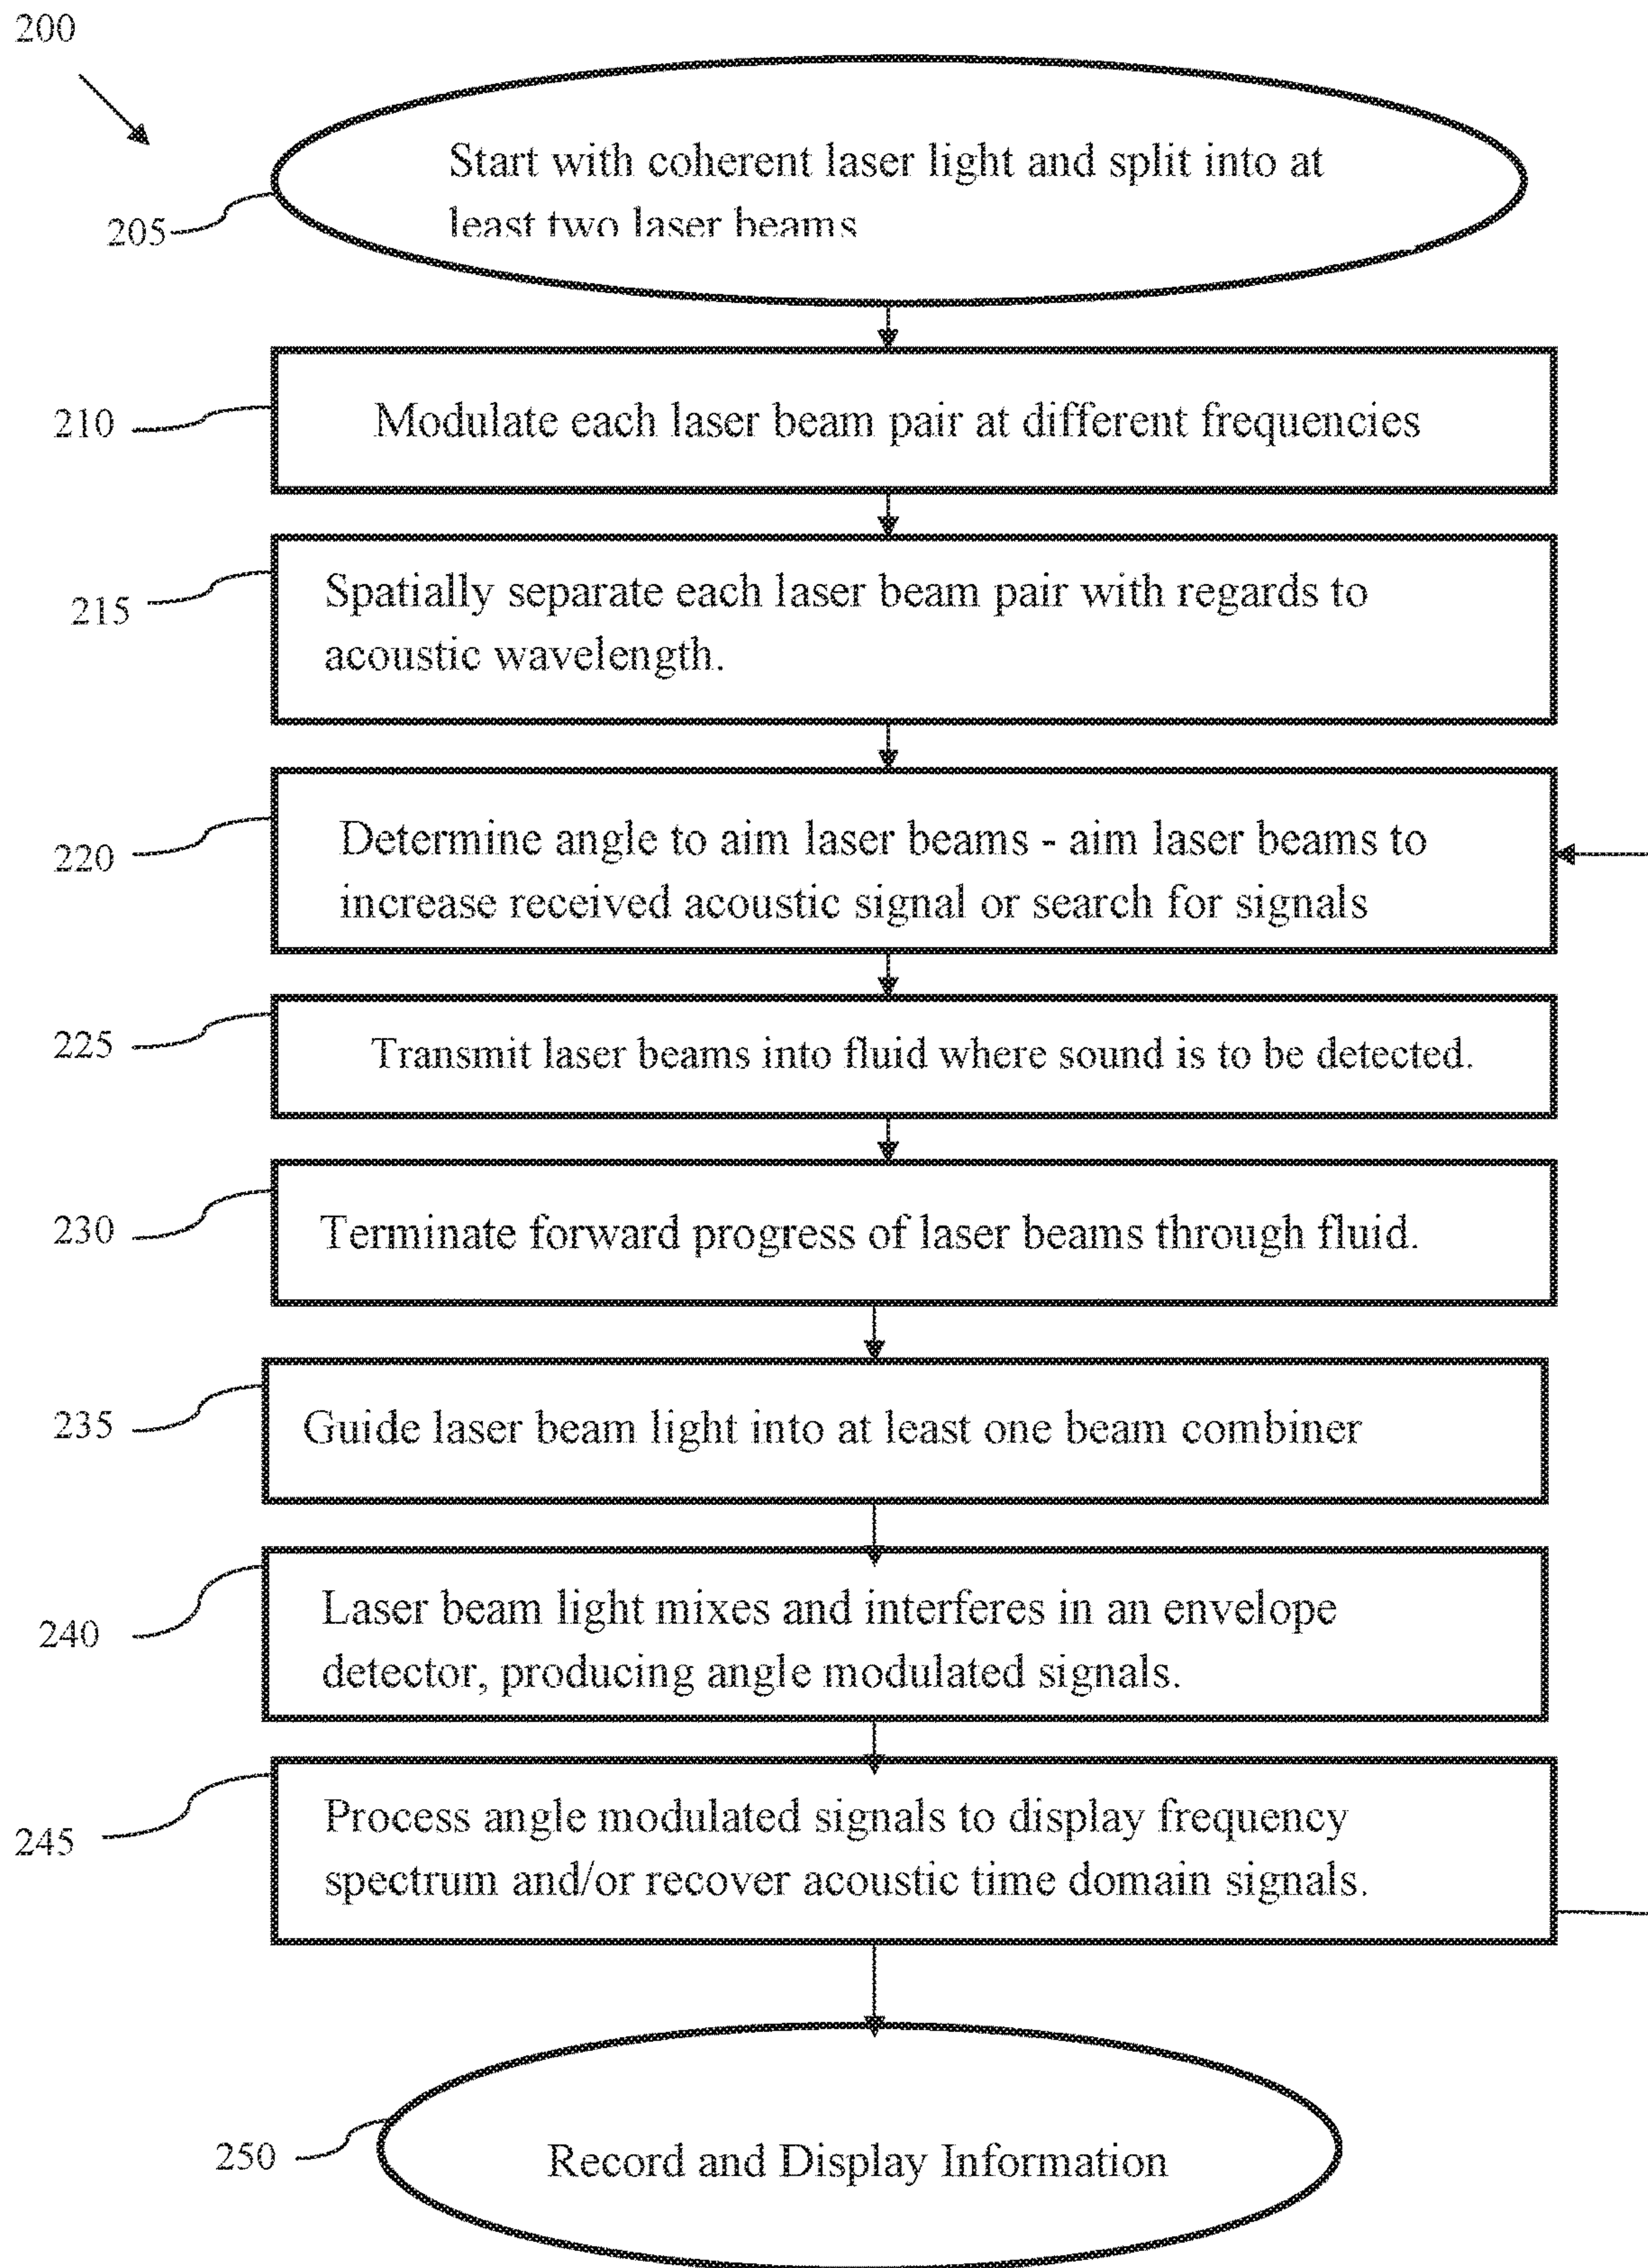 200
Start with coherent laser light and split into at
least two laser beams
205
Modulate each laser beam pair at different frequencies
210
Spatially separate each laser beam pair with regards to
acoustic wavelength.
215
Determine angle to aim laser beams - aim laser beams to
increase received acoustic signal or search for signals
220
Transmit laser beams into fluid where sound is to be detected.
225
Terminate forward progress of laser beams through fluid.
230
Guide laser beam light into at least one beam combiner
235
Laser beam light mixes and interferes in an envelope
detector, producing angle modulated signals.
240
Process angle modulated signals to display frequency
spectrum and/or recover acoustic time domain signals.
245
Record and Display Information
250